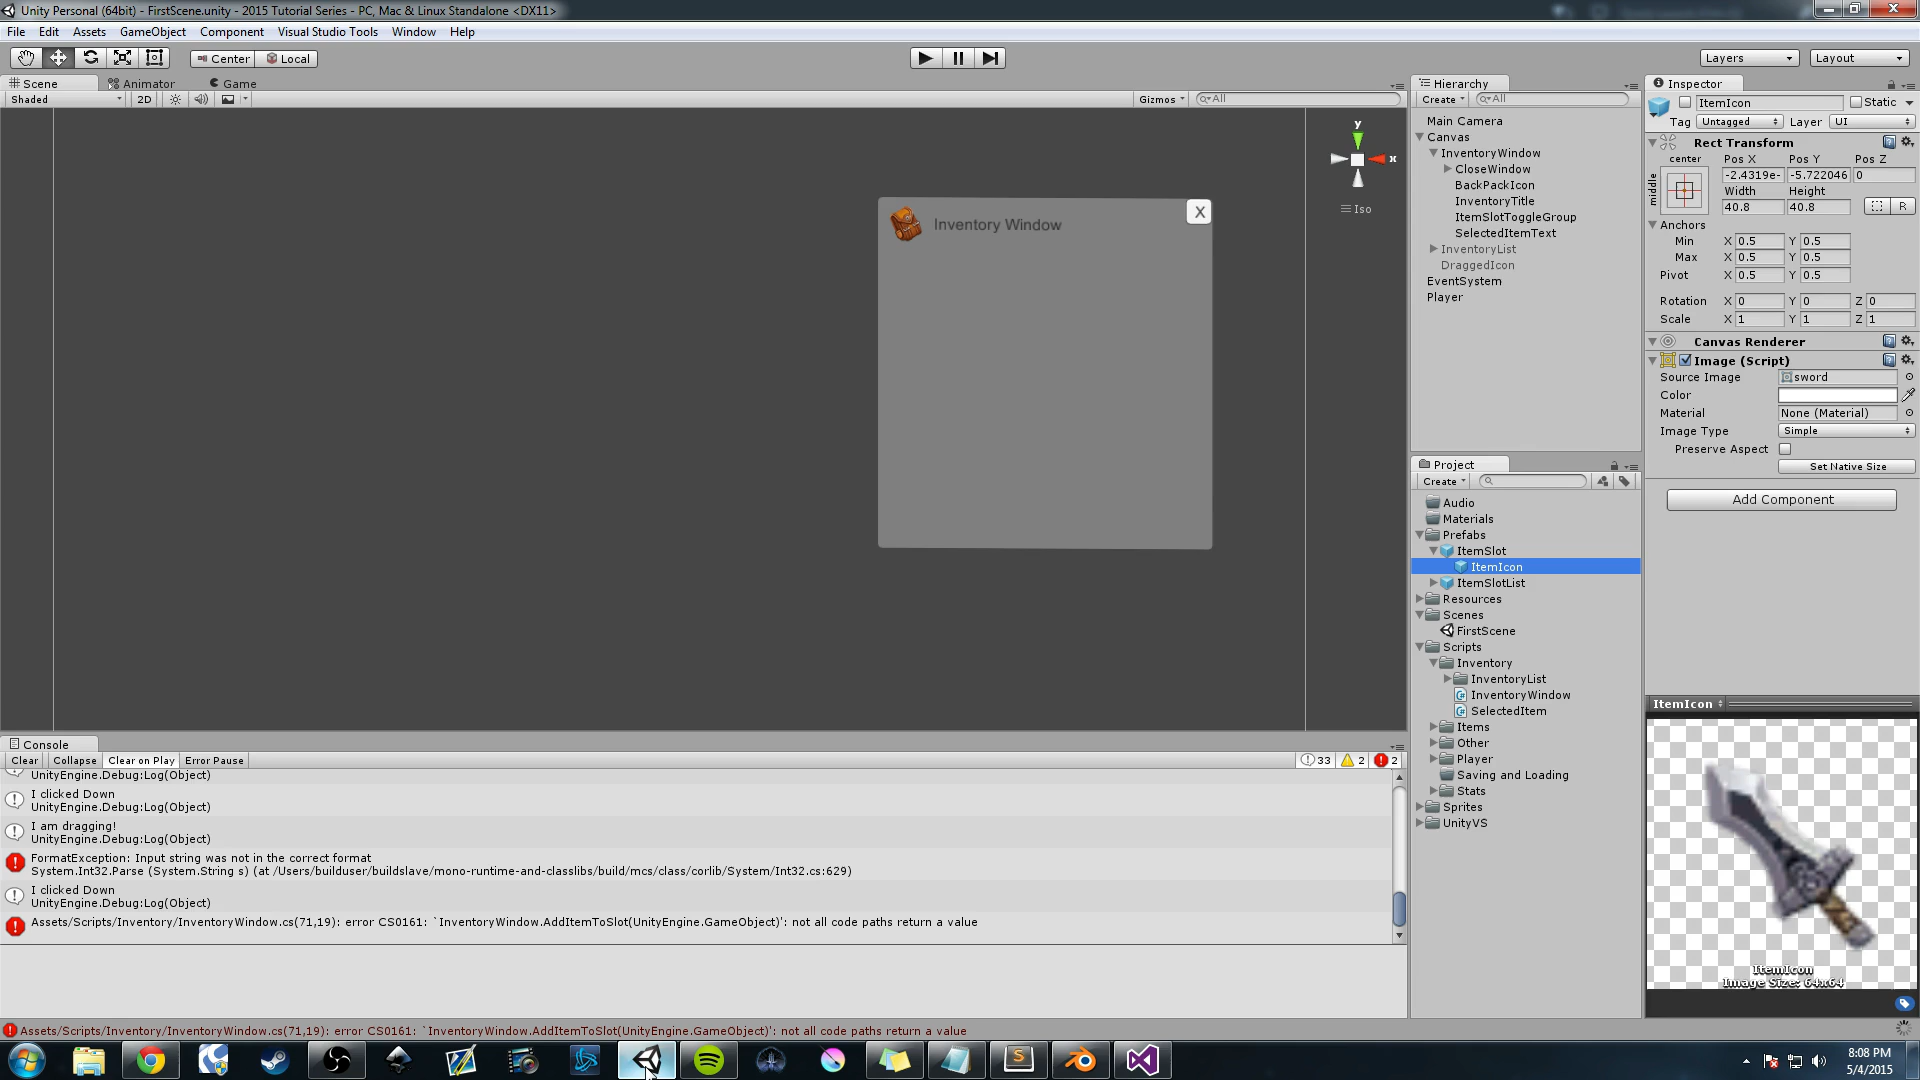 Unity Personal (64bit) - FirstScene.unity - 2015 Tutorial Series - PC, Mac & Linux Standalone <DX11>
File Edit Assets GameObject Component Visual Studio Tools Window Help
Center Local Layers Layout
Scene Animator Game
Shaded 2D Gizmos All
y
x
Iso
X
Inventory Window
Hierarchy
Create All
Main Camera
Canvas
InventoryWindow
CloseWindow
BackPackIcon
InventoryTitle
ItemSlotToggleGroup
SelectedItemText
InventoryList
DraggedIcon
EventSystem
Player
Project
Create
Audio
Materials
Prefabs
ItemSlot
ItemIcon
ItemSlotList
Resources
Scenes
FirstScene
Scripts
Inventory
InventoryList
InventoryWindow
SelectedItem
Items
Other
Player
Saving and Loading
Stats
Sprites
UnityVS
Inspector
ItemIcon Static
Tag Untagged Layer UI
Rect Transform
center Pos X Pos Y Pos Z
middle -2.4319e- -5.722046 0
Width Height
40.8 40.8 R
Anchors
Min X 0.5 Y 0.5
Max X 0.5 Y 0.5
Pivot X 0.5 Y 0.5
Rotation X 0 Y 0 Z 0
Scale X 1 Y 1 Z 1
Canvas Renderer
Image (Script)
Source Image sword
Color
Material None (Material)
Image Type Simple
Preserve Aspect
Set Native Size
Add Component
ItemIcon
ItemIcon
Image Size: 64x64
Console
Clear Collapse Clear on Play Error Pause 33 2 2
UnityEngine.Debug:Log(Object)
I clicked Down
UnityEngine.Debug:Log(Object)
I am dragging!
UnityEngine.Debug:Log(Object)
FormatException: Input string was not in the correct format
System.Int32.Parse (System.String s) (at /Users/builduser/buildslave/mono-runtime-and-classlibs/build/mcs/class/corlib/System/Int32.cs:629)
I clicked Down
UnityEngine.Debug:Log(Object)
Assets/Scripts/Inventory/InventoryWindow.cs(71,19): error CS0161: `InventoryWindow.AddItemToSlot(UnityEngine.GameObject)': not all code paths return a value
Assets/Scripts/Inventory/InventoryWindow.cs(71,19): error CS0161: `InventoryWindow.AddItemToSlot(UnityEngine.GameObject)': not all code paths return a value
8:08 PM
5/4/2015